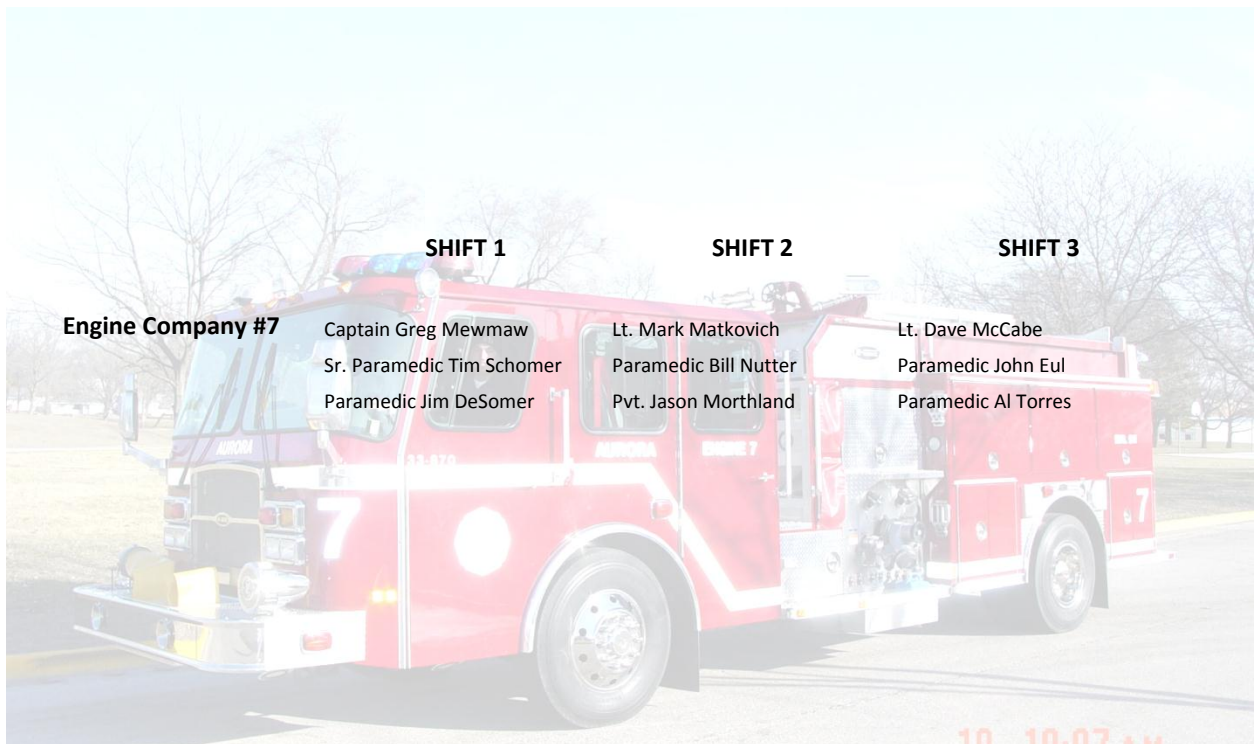 SHIFT 1 SHIFT 2 SHIFT 3
Engine Company #7 Captain Greg Mewmaw Lt. Mark Matkovich Lt. Dave McCabe
Sr. Paramedic Tim Schomer Paramedic Bill Nutter Paramedic John Eul
Paramedic Jim DeSomer Pvt. Jason Morthland Paramedic Al Torres
AURORA
AURORA ENGINE 7
7
7